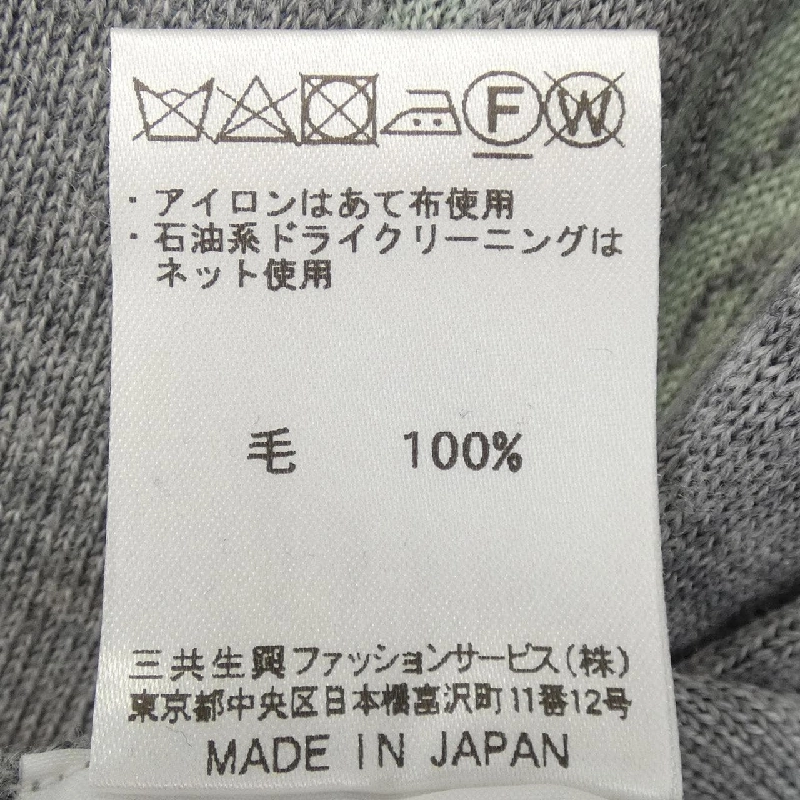 F W
・アイロンはあて布使用
・石油系ドライクリーニングは
ネット使用
毛 100%
三共生興ファッションサービス(株)
東京都中央区日本橋富沢町11番12号
MADE IN JAPAN